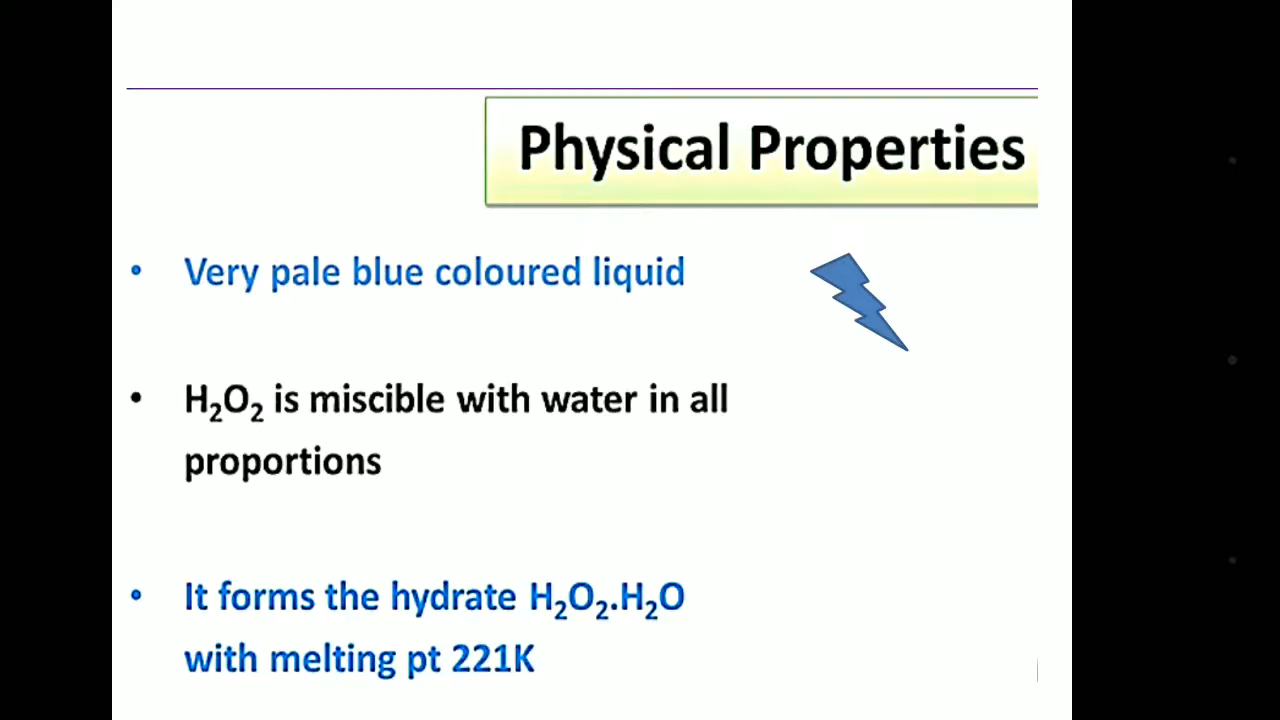 Physical Properties
• Very pale blue coloured liquid
• H₂O₂ is miscible with water in all
proportions
• It forms the hydrate H₂O₂.H₂O
with melting pt 221K